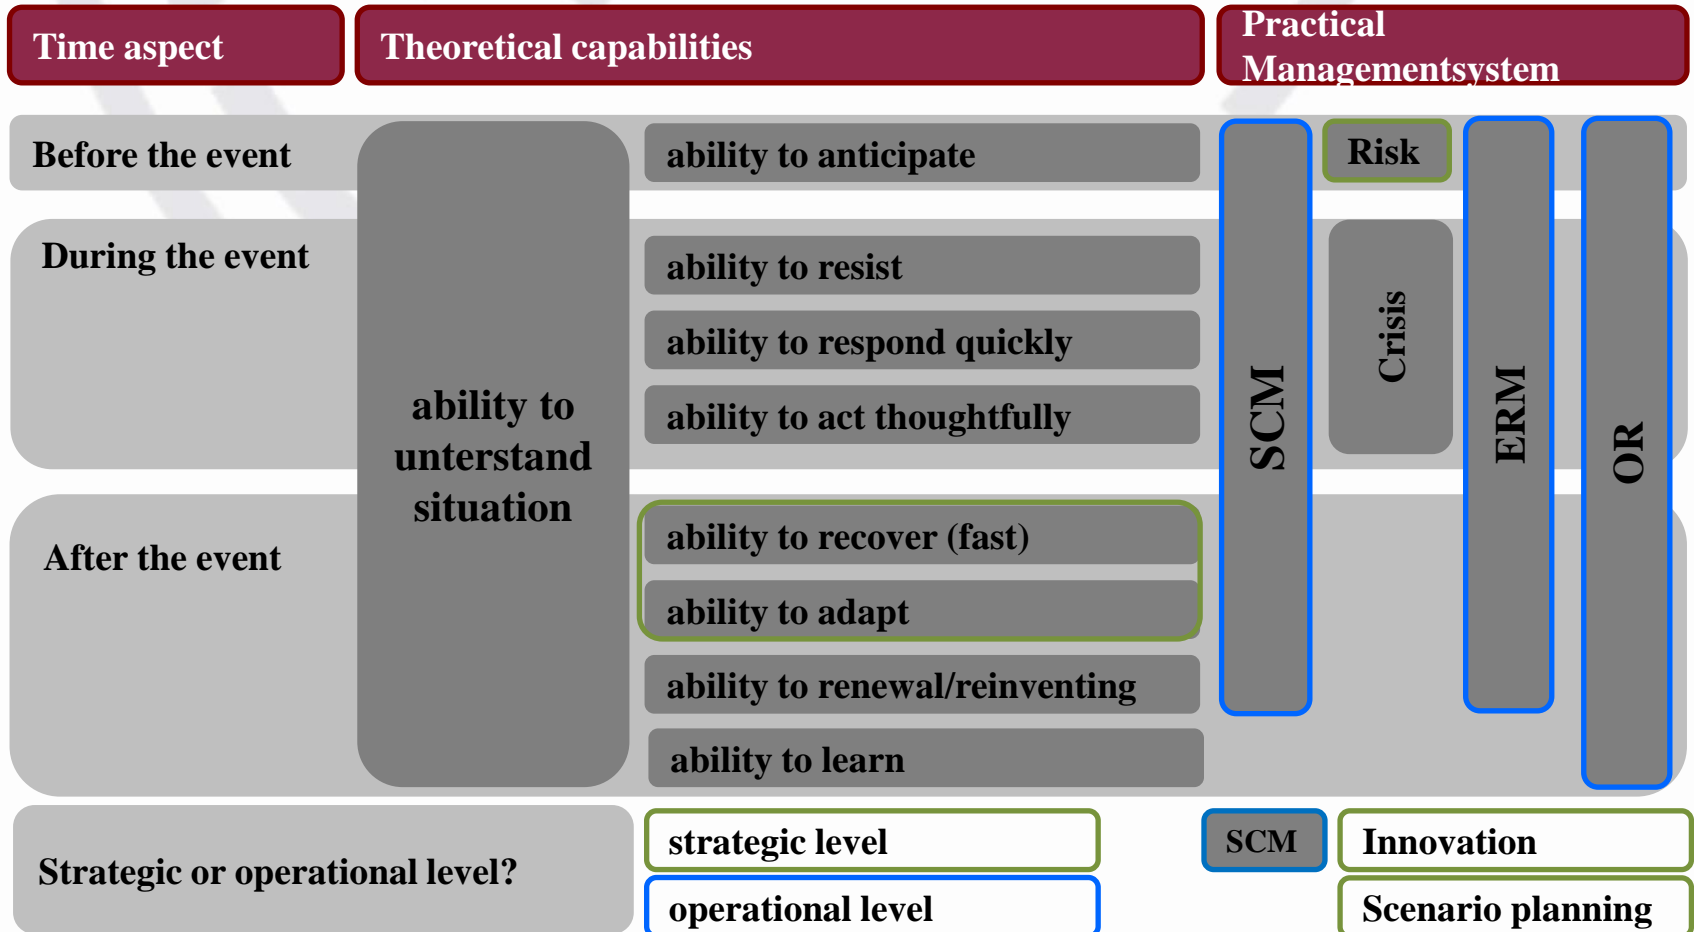 Time aspect
Theoretical capabilities
Practical
Managementsystem
Before the event
ability to anticipate
Risk
During the event
ability to resist
ability to respond quickly
ability to act thoughtfully
Crisis
SCM
ERM
OR
ability to
unterstand
situation
After the event
ability to recover (fast)
ability to adapt
ability to renewal/reinventing
ability to learn
Strategic or operational level?
strategic level
operational level
SCM
Innovation
Scenario planning